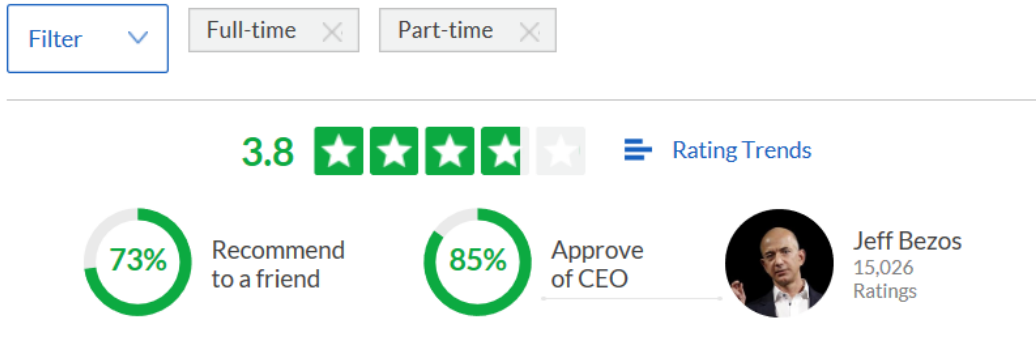 Filter
Full-time
Part-time
3.8
Rating Trends
73%
Recommend
to a friend
85%
Approve
of CEO
Jeff Bezos
15,026
Ratings